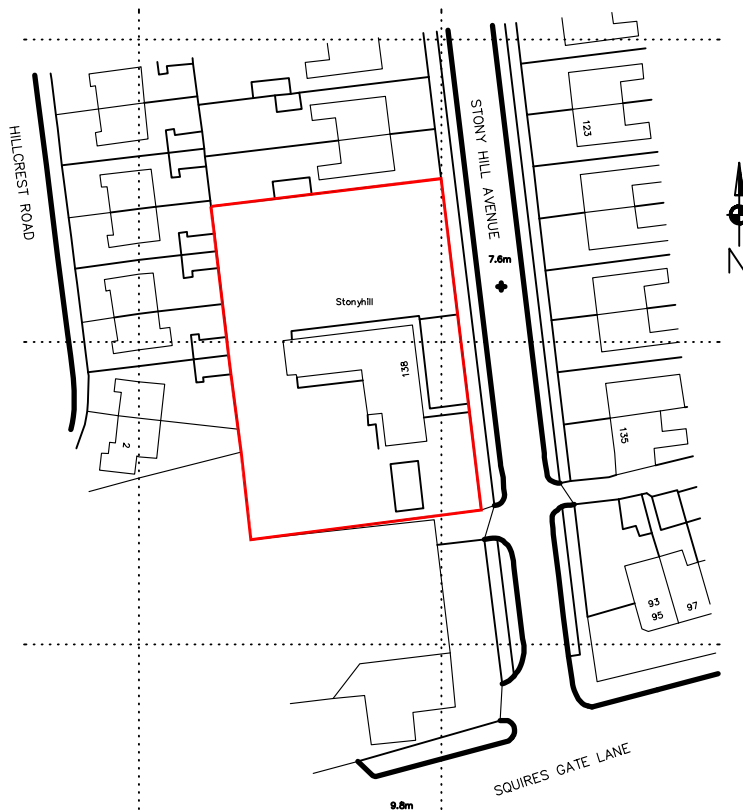 123
HILLCREST ROAD
STONY HILL AVENUE
7.6m
N
Stonyhill
138
135
2
93
95
97
SQUIRES GATE LANE
9.8m